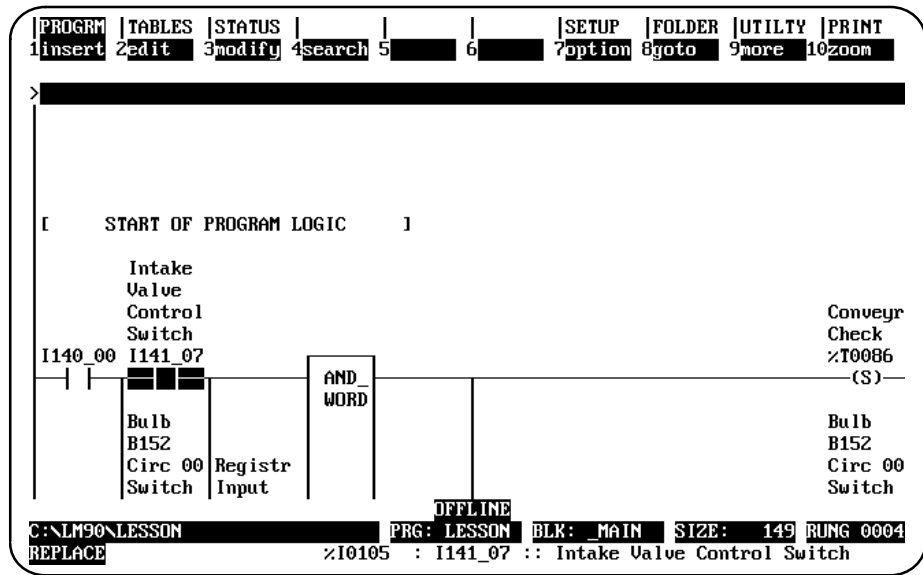 PROGRM TABLES STATUS SETUP FOLDER UTILTY PRINT
1insert 2edit 3modify 4search 5 6 7option 8goto 9more 10zoom
>
[ START OF PROGRAM LOGIC ]
Intake
Valve
Control Conveyr
Switch Check
I140_00 I141_07 %T0086
AND_ (S)
WORD
Bulb Bulb
B152 B152
Circ 00 Registr Circ 00
Switch Input Switch
OFFLINE
C:\LM90\LESSON PRG: LESSON BLK: _MAIN SIZE: 149 RUNG 0004
REPLACE %I0105 : I141_07 :: Intake Valve Control Switch